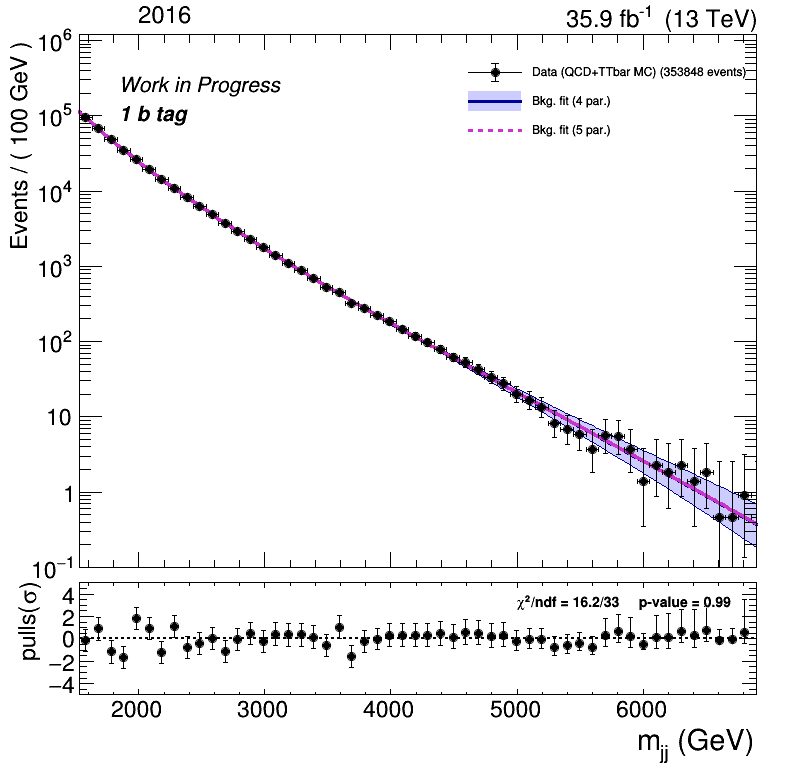 2016 35.9 fb⁻¹ (13 TeV)
Events / ( 100 GeV )
10⁶
10⁵
10⁴
10³
10²
10
1
10⁻¹
Work in Progress
1 b tag
Data (QCD+TTbar MC) (353848 events)
Bkg. fit (4 par.)
Bkg. fit (5 par.)
pulls(σ)
4
2
0
−2
−4
χ²/ndf = 16.2/33 p-value = 0.99
2000 3000 4000 5000 6000
m_jj (GeV)